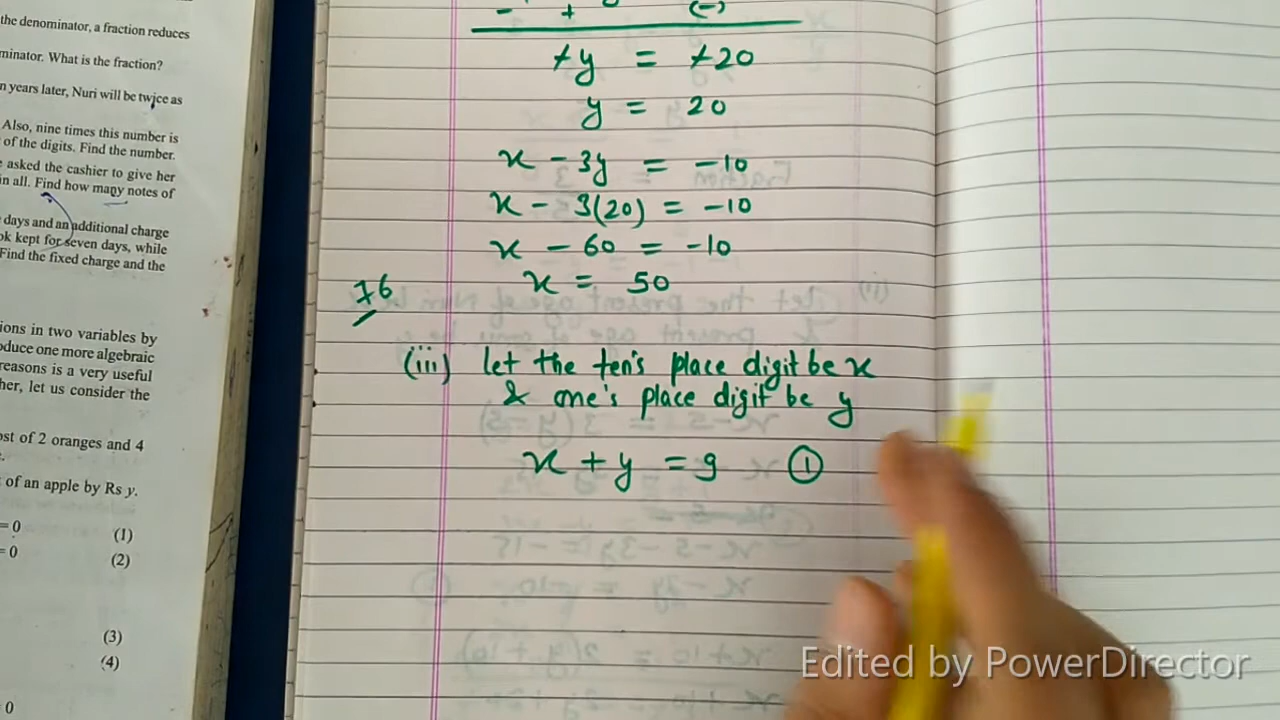 the denominator, a fraction reduces
minator. What is the fraction?
n years later, Nuri will be twice as
Also, nine times this number is
of the digits. Find the number.
asked the cashier to give her
in all. Find how many notes of
days and an additional charge
ok kept for seven days, while
Find the fixed charge and the
ions in two variables by
oduce one more algebraic
reasons is a very useful
her, let us consider the
ost of 2 oranges and 4
of an apple by Rs y.
= 0 (1)
= 0 (2)
(3)
(4)
0
- + (-)
+y = +20
y = 20
x - 3y = -10
x - 3(20) = -10
x - 60 = -10
x = 50
76
(iii) let the ten's place digit be x
& one's place digit be y
x + y = 9 ①
Edited by PowerDirector